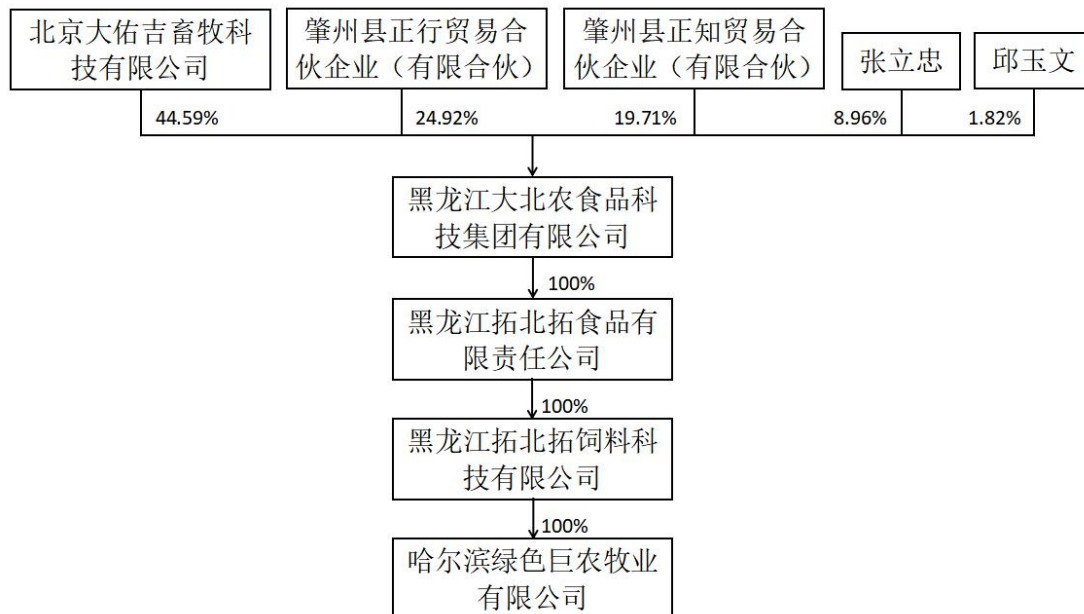 北京大佑吉畜牧科
技有限公司
肇州县正行贸易合
伙企业（有限合伙）
肇州县正知贸易合
伙企业（有限合伙）
张立忠
邱玉文
44.59%
24.92%
19.71%
8.96%
1.82%
黑龙江大北农食品科
技集团有限公司
100%
黑龙江拓北拓食品有
限责任公司
100%
黑龙江拓北拓饲料科
技有限公司
100%
哈尔滨绿色巨农牧业
有限公司